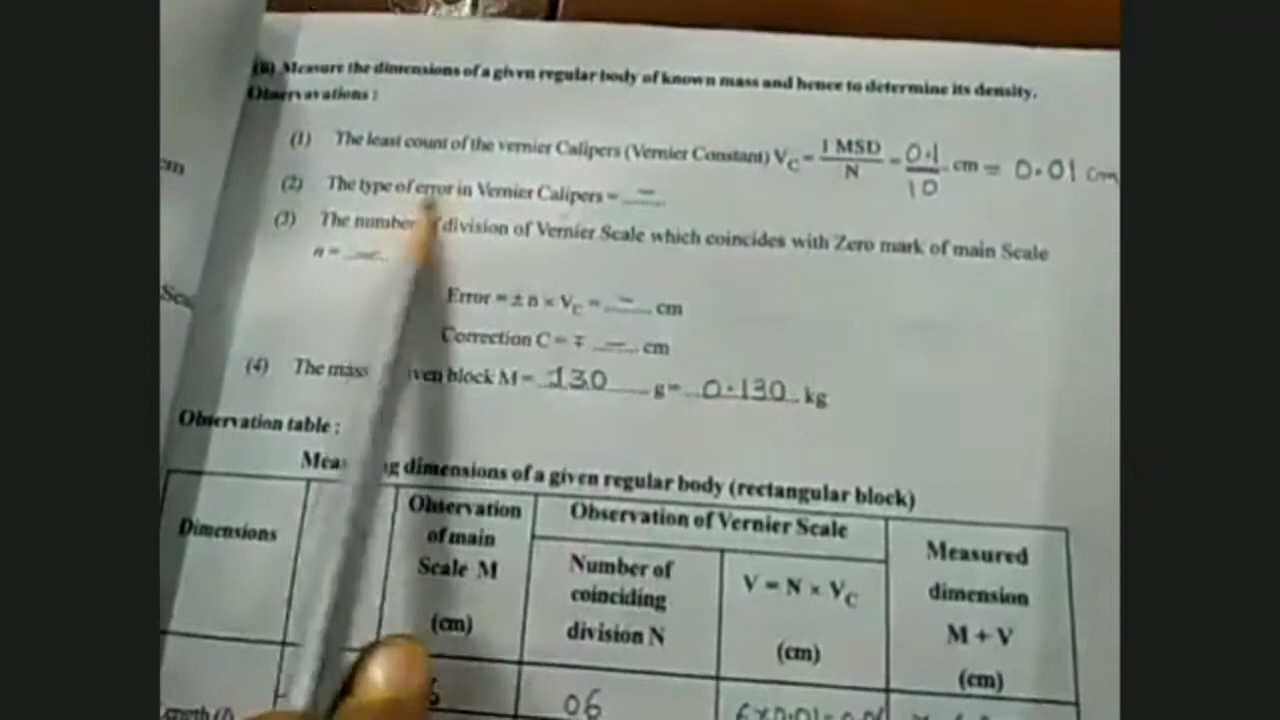 (B) Measure the dimensions of a given regular body of known mass and hence to determine its density.
Obseravations :
cm
(1) The least count of the vernier Calipers (Vernier Constant) VC = 1 MSD / N = 0.1 / 10 cm = 0.01 cm
(2) The type of error in Vernier Calipers = —
(3) The number division of Vernier Scale which coincides with Zero mark of main Scale
n =
Error = ± n × VC = — cm
Correction C = ∓ — cm
(4) The mass block M = 130 g = 0.130 kg
Observation table :
dimensions of a given regular body (rectangular block)
Dimensions
Observation
of main
Scale M
(cm)
Observation of Vernier Scale
Number of
coinciding
division N
V = N × VC
(cm)
Measured
dimension
M + V
(cm)
06